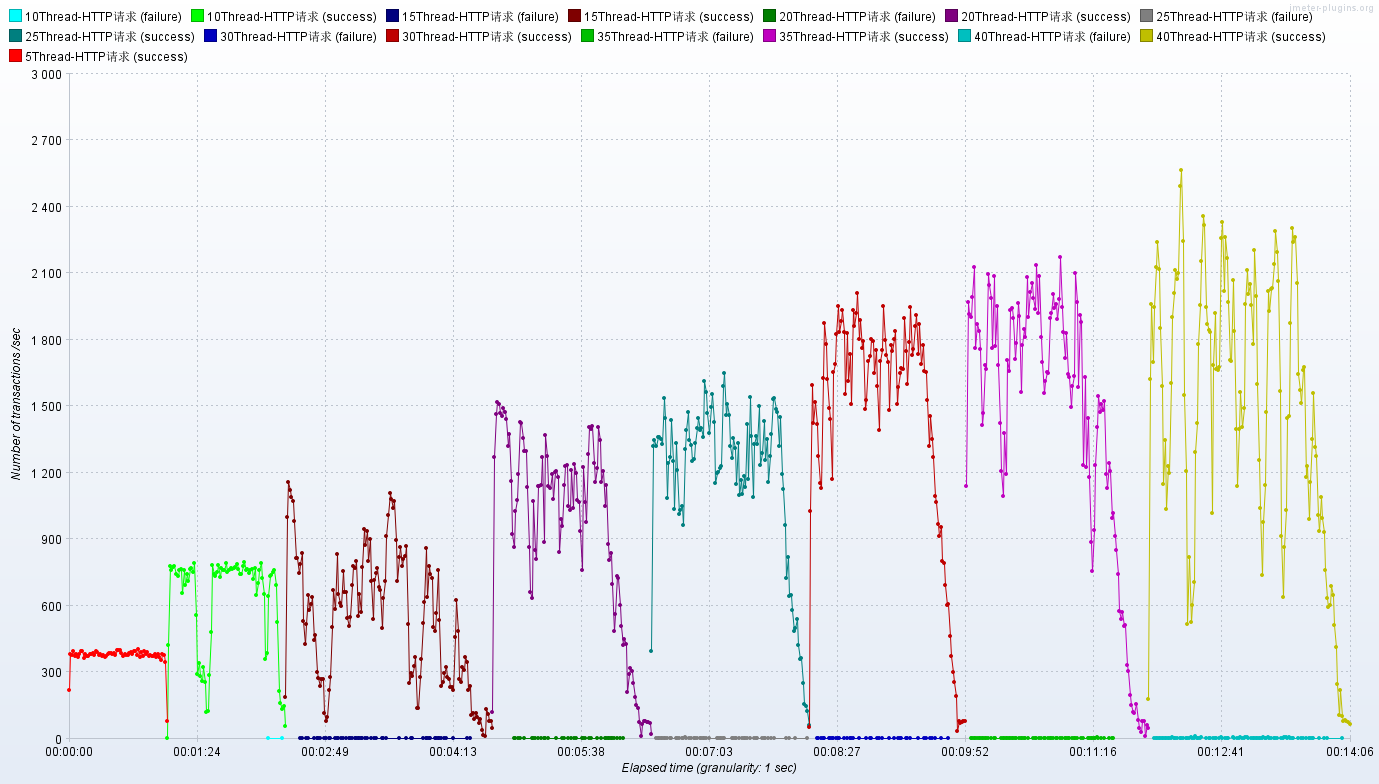 jmeter-plugins.org
10Thread-HTTP请求 (failure) 10Thread-HTTP请求 (success) 15Thread-HTTP请求 (failure) 15Thread-HTTP请求 (success) 20Thread-HTTP请求 (failure) 20Thread-HTTP请求 (success) 25Thread-HTTP请求 (failure)
25Thread-HTTP请求 (success) 30Thread-HTTP请求 (failure) 30Thread-HTTP请求 (success) 35Thread-HTTP请求 (failure) 35Thread-HTTP请求 (success) 40Thread-HTTP请求 (failure) 40Thread-HTTP请求 (success)
5Thread-HTTP请求 (success)
3 000
2 700
2 400
2 100
1 800
1 500
1 200
900
600
300
0
Number of transactions /sec
00:00:00 00:01:24 00:02:49 00:04:13 00:05:38 00:07:03 00:08:27 00:09:52 00:11:16 00:12:41 00:14:06
Elapsed time (granularity: 1 sec)